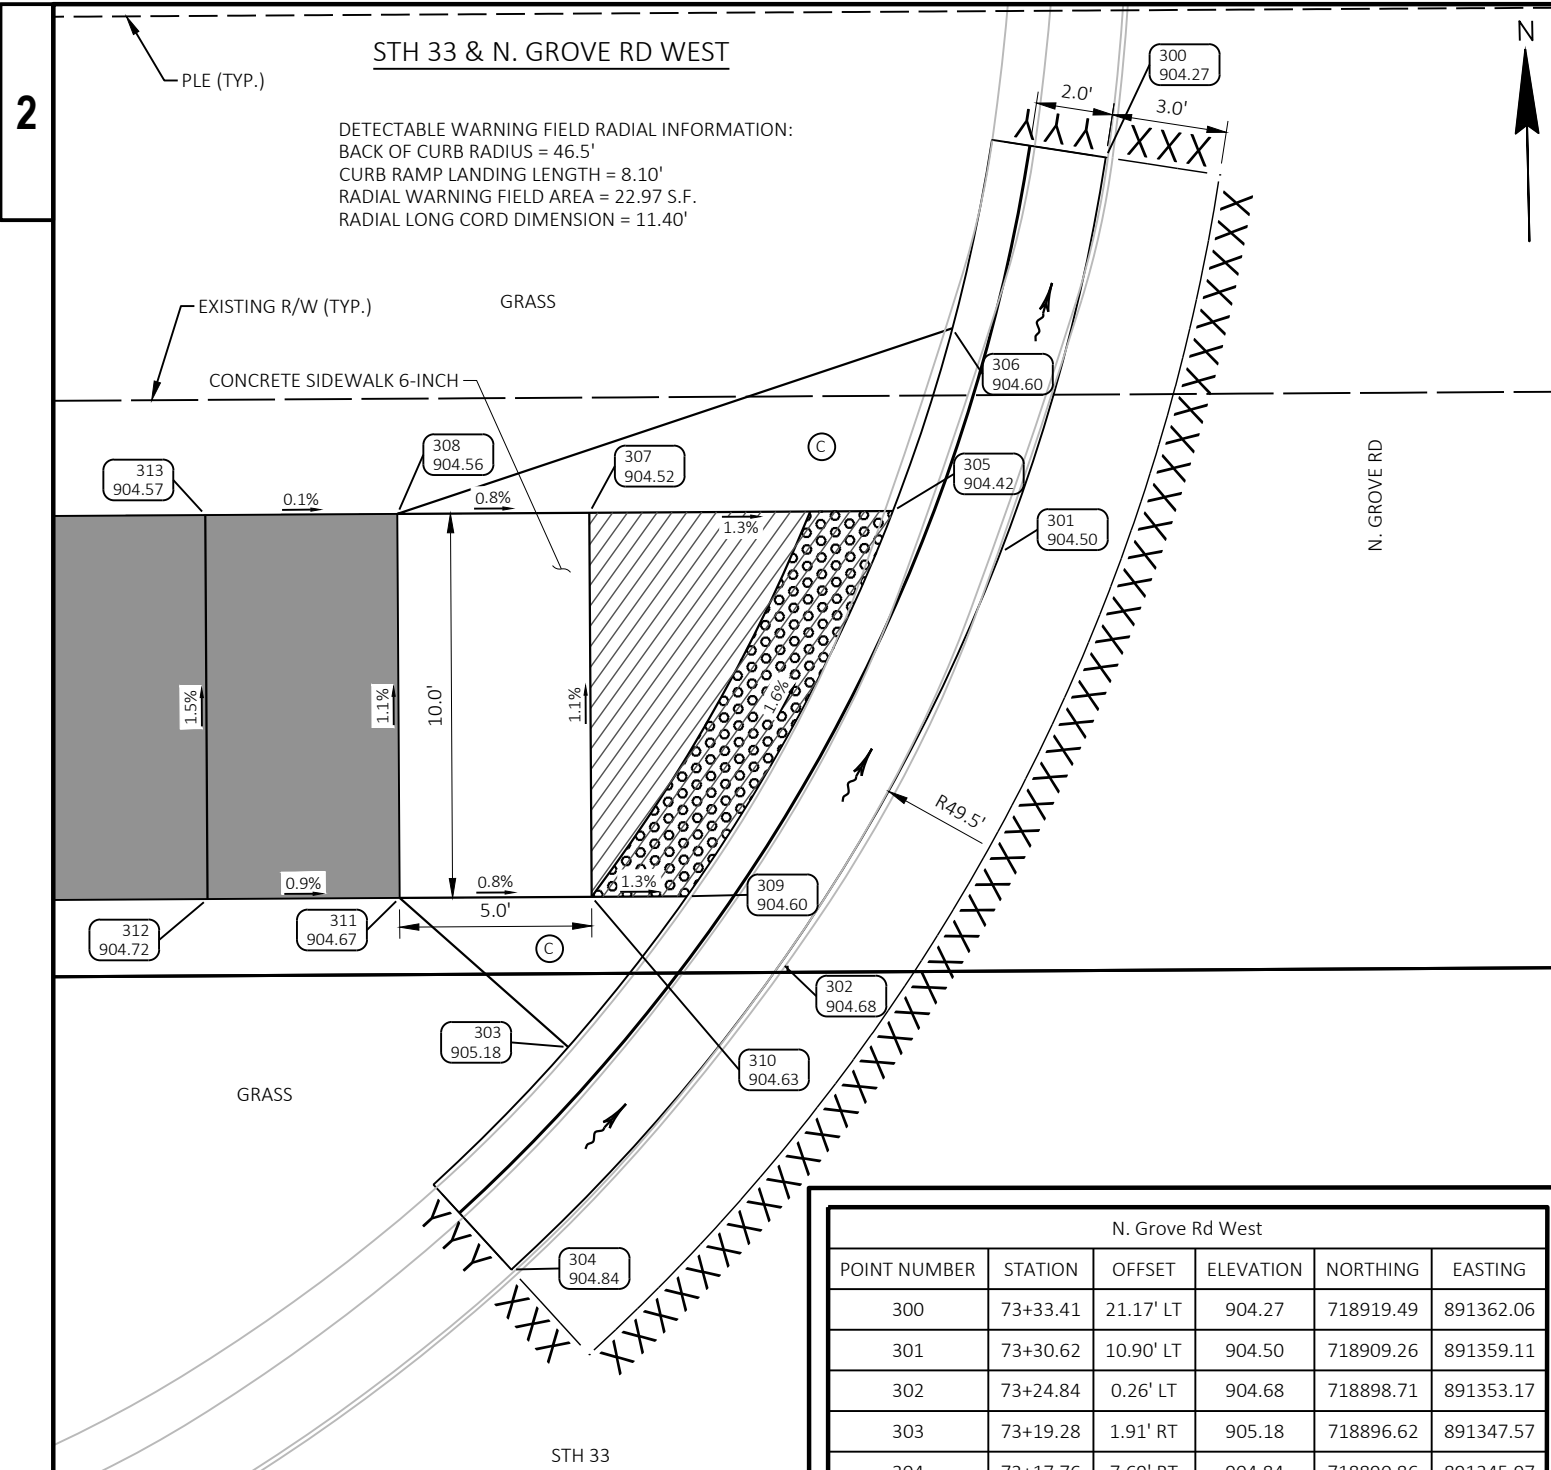 2
STH 33 & N. GROVE RD WEST
PLE (TYP.)
DETECTABLE WARNING FIELD RADIAL INFORMATION:
BACK OF CURB RADIUS = 46.5'
CURB RAMP LANDING LENGTH = 8.10'
RADIAL WARNING FIELD AREA = 22.97 S.F.
RADIAL LONG CORD DIMENSION = 11.40'
N
300
904.27
2.0'
3.0'
Y Y Y
X X X
EXISTING R/W (TYP.)
GRASS
CONCRETE SIDEWALK 6-INCH
306
904.60
C
308
904.56
307
904.52
313
904.57
305
904.42
301
904.50
N. GROVE RD
0.1%
0.8%
1.3%
1.5%
1.1%
10.0'
1.1%
1.6%
R49.5'
0.9%
0.8%
1.3%
5.0'
309
904.60
312
904.72
311
904.67
C
302
904.68
303
905.18
310
904.63
GRASS
YYY
304
904.84
XXX
STH 33
N. Grove Rd West
POINT NUMBER STATION OFFSET ELEVATION NORTHING EASTING
300 73+33.41 21.17' LT 904.27 718919.49 891362.06
301 73+30.62 10.90' LT 904.50 718909.26 891359.11
302 73+24.84 0.26' LT 904.68 718898.71 891353.17
303 73+19.28 1.91' RT 905.18 718896.62 891347.57